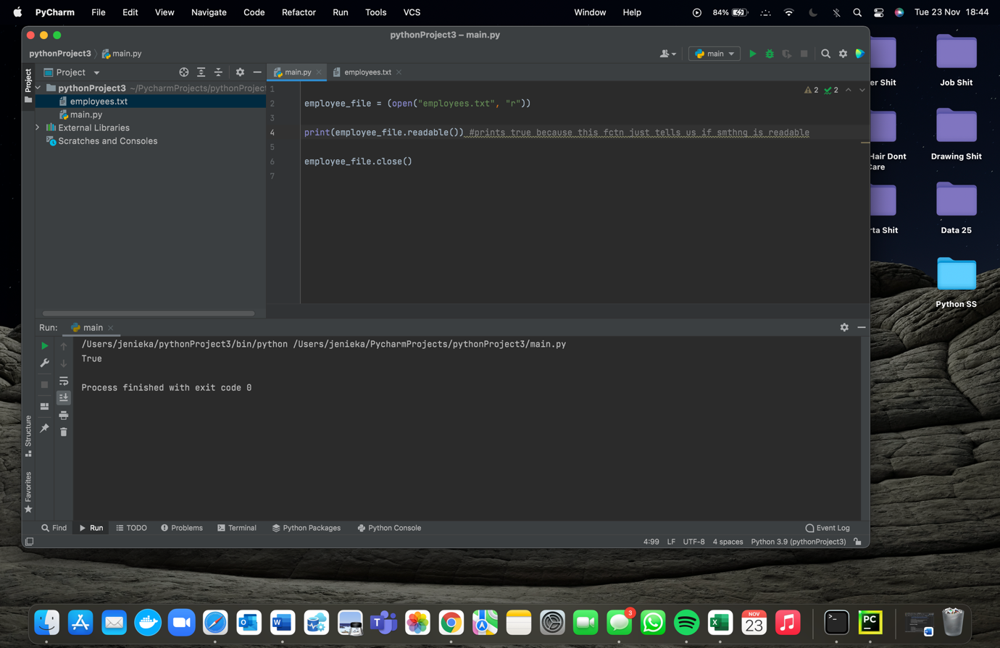 PyCharm File Edit View Navigate Code Refactor Run Tools VCS Window Help 84% Tue 23 Nov 18:44
pythonProject3 – main.py
pythonProject3 main.py main
Project main.py employees.txt
Project
pythonProject3 ~/PycharmProjects/pythonProject
employees.txt
main.py
External Libraries
Scratches and Consoles
1
2 employee_file = (open("employees.txt", "r"))
3
4 print(employee_file.readable()) #prints true because this fctn just tells us if smthng is readable
5
6 employee_file.close()
7
2 2
er Shit
Job Shit
Hair Dont
Care
Drawing Shit
rta Shit
Data 25
Python SS
Run: main
/Users/jenieka/pythonProject3/bin/python /Users/jenieka/PycharmProjects/pythonProject3/main.py
True
Process finished with exit code 0
Structure
Favorites
Find Run TODO Problems Terminal Python Packages Python Console Event Log
4:99 LF UTF-8 4 spaces Python 3.9 (pythonProject3)
NOV
23
3
PC